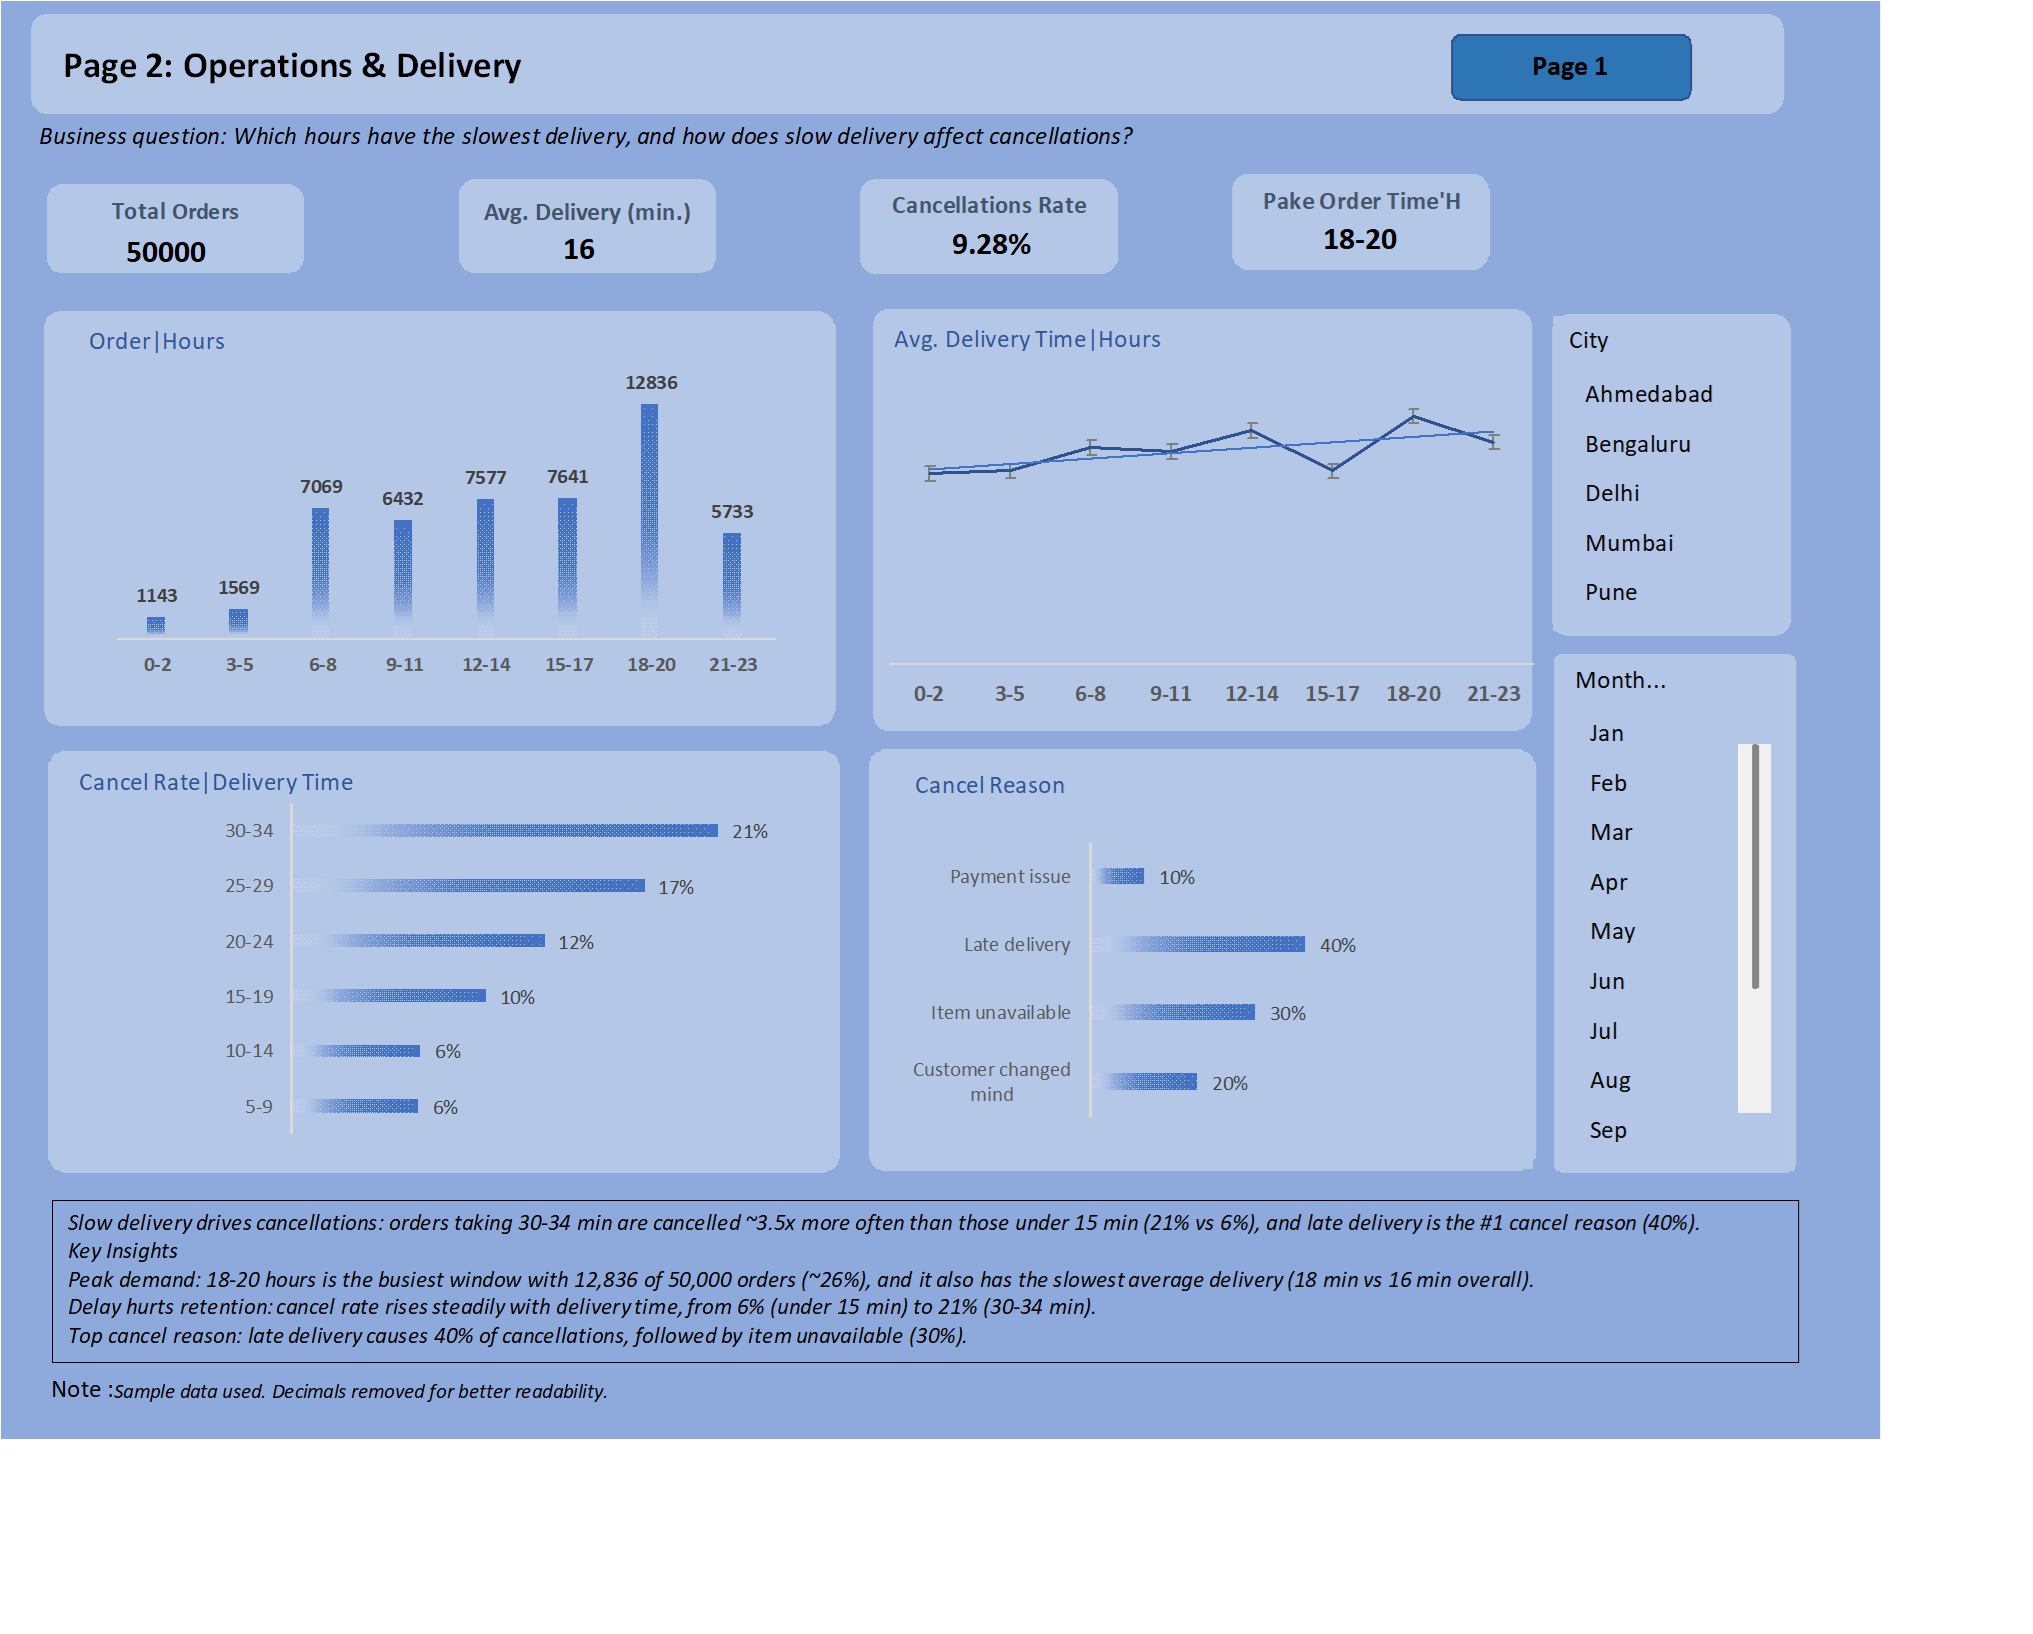 Page 2: Operations & Delivery
Page 1
Business question: Which hours have the slowest delivery, and how does slow delivery affect cancellations?
Total Orders
50000
Avg. Delivery (min.)
16
Cancellations Rate
9.28%
Pake Order Time'H
18-20
Order|Hours
12836
7069
6432
7577
7641
5733
1143
1569
0-2
3-5
6-8
9-11
12-14
15-17
18-20
21-23
Avg. Delivery Time|Hours
0-2
3-5
6-8
9-11
12-14
15-17
18-20
21-23
City
Ahmedabad
Bengaluru
Delhi
Mumbai
Pune
Month...
Jan
Feb
Mar
Apr
May
Jun
Jul
Aug
Sep
Cancel Rate|Delivery Time
30-34 21%
25-29 17%
20-24 12%
15-19 10%
10-14 6%
5-9 6%
Cancel Reason
Payment issue 10%
Late delivery 40%
Item unavailable 30%
Customer changed
mind
20%
Slow delivery drives cancellations: orders taking 30-34 min are cancelled ~3.5x more often than those under 15 min (21% vs 6%), and late delivery is the #1 cancel reason (40%).
Key Insights
Peak demand: 18-20 hours is the busiest window with 12,836 of 50,000 orders (~26%), and it also has the slowest average delivery (18 min vs 16 min overall).
Delay hurts retention: cancel rate rises steadily with delivery time, from 6% (under 15 min) to 21% (30-34 min).
Top cancel reason: late delivery causes 40% of cancellations, followed by item unavailable (30%).
Note :Sample data used. Decimals removed for better readability.